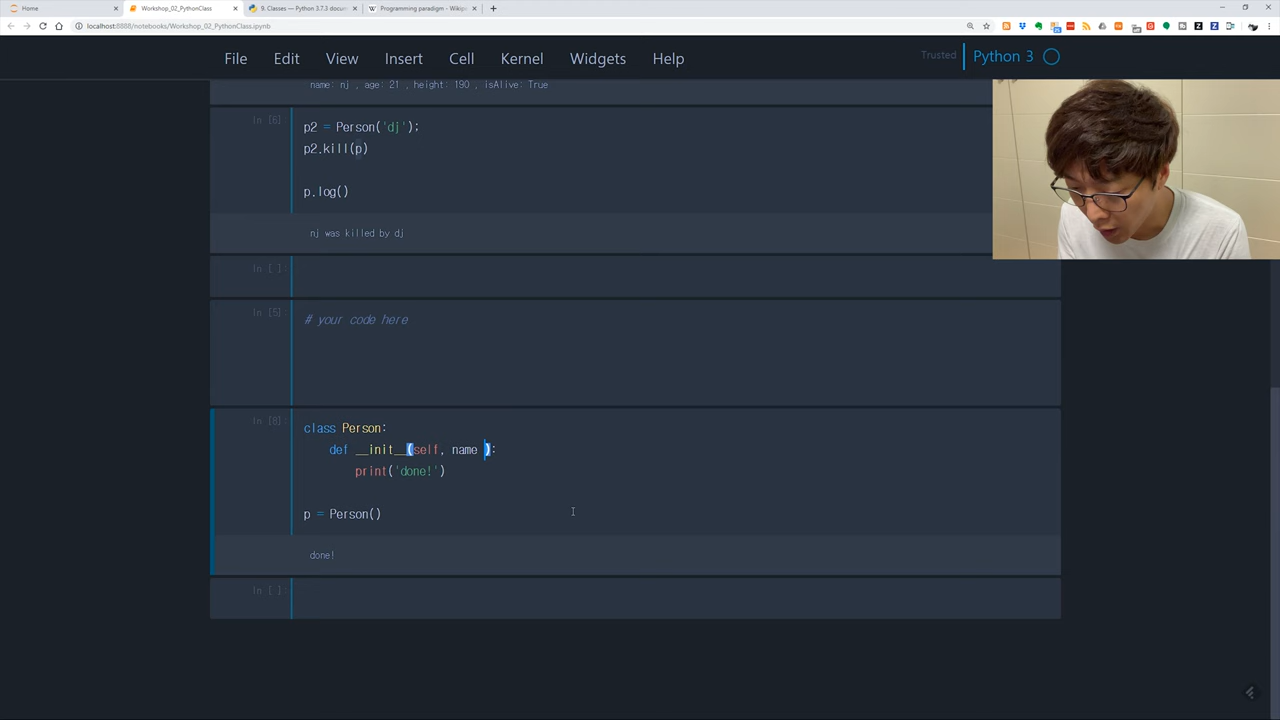 Home
Workshop_02_PythonClass
9. Classes — Python 3.7.3 docum
Programming paradigm - Wikipe
localhost:8888/notebooks/Workshop_02_PythonClass.ipynb
File Edit View Insert Cell Kernel Widgets Help
Trusted
Python 3
name: nj , age: 21 , height: 190 , isAlive: True
In [6]
p2 = Person('dj');
p2.kill(p)
p.log()
nj was killed by dj
In [ ]
In [5]
# your code here
In [8]
class Person:
def __init__(self, name ):
print('done!')
p = Person()
done!
In [ ]